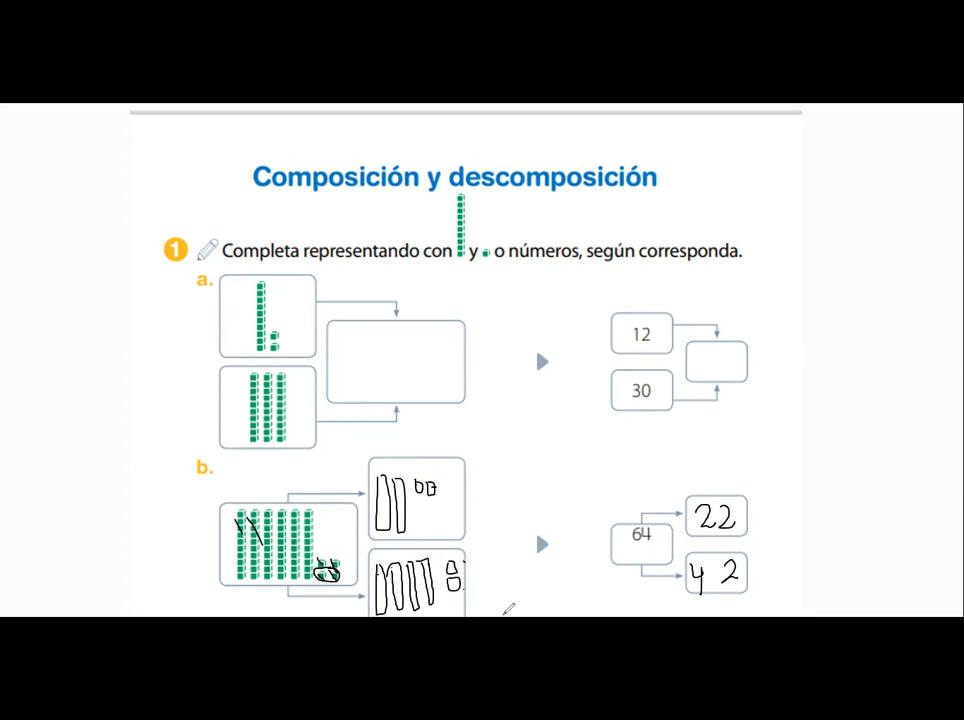 Composición y descomposición
1 Completa representando con y o números, según corresponda.
a.
12
30
b.
64
22
42